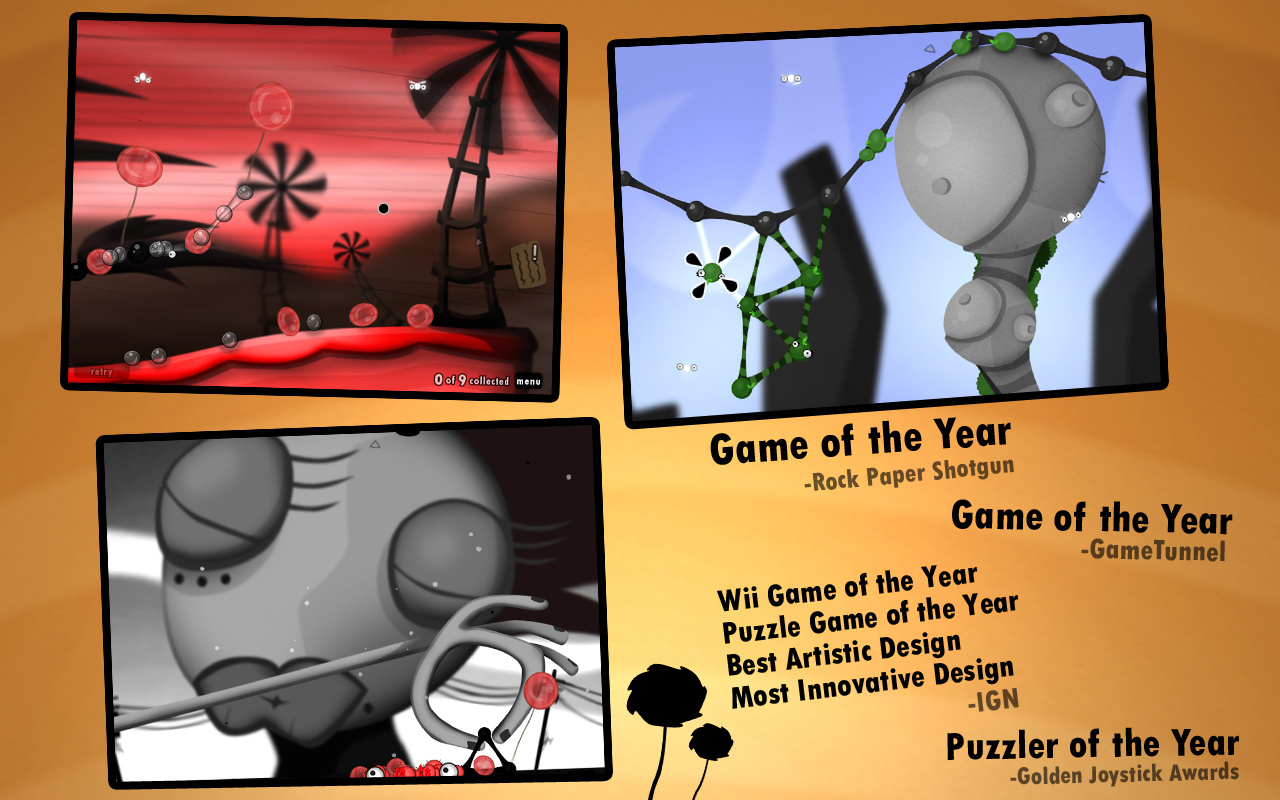 retry
0 of 9 collected menu
!
Game of the Year
-Rock Paper Shotgun
Game of the Year
-GameTunnel
Wii Game of the Year
Puzzle Game of the Year
Best Artistic Design
Most Innovative Design
-IGN
Puzzler of the Year
-Golden Joystick Awards